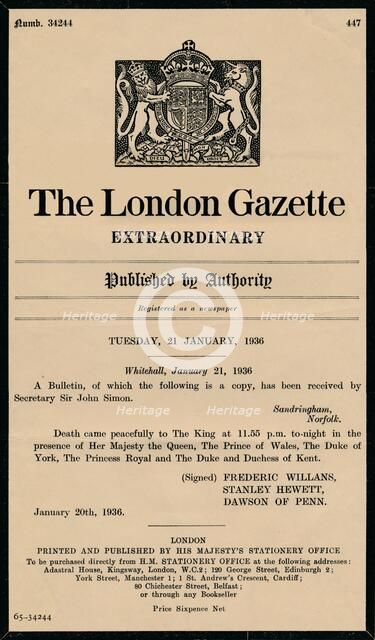 Numb. 34244 447
DIEU ET MON DROIT
The London Gazette
EXTRAORDINARY
Published by Authority
Registered as a newspaper
TUESDAY, 21 JANUARY, 1936
Whitehall, January 21, 1936
A Bulletin, of which the following is a copy, has been received by
Secretary Sir John Simon.
Sandringham,
Norfolk.
Death came peacefully to The King at 11.55 p.m. to-night in the
presence of Her Majesty the Queen, The Prince of Wales, The Duke of
York, The Princess Royal and The Duke and Duchess of Kent.
(Signed) FREDERIC WILLANS,
STANLEY HEWETT,
DAWSON OF PENN.
January 20th, 1936.
LONDON
PRINTED AND PUBLISHED BY HIS MAJESTY'S STATIONERY OFFICE
To be purchased directly from H.M. STATIONERY OFFICE at the following addresses:
Adastral House, Kingsway, London, W.C.2; 120 George Street, Edinburgh 2;
York Street, Manchester 1; 1 St. Andrew's Crescent, Cardiff;
80 Chichester Street, Belfast;
or through any Bookseller
Price Sixpence Net
65-34244
Heritage
Heritage
Heritage
Heritage
Heritage
Heritage
C